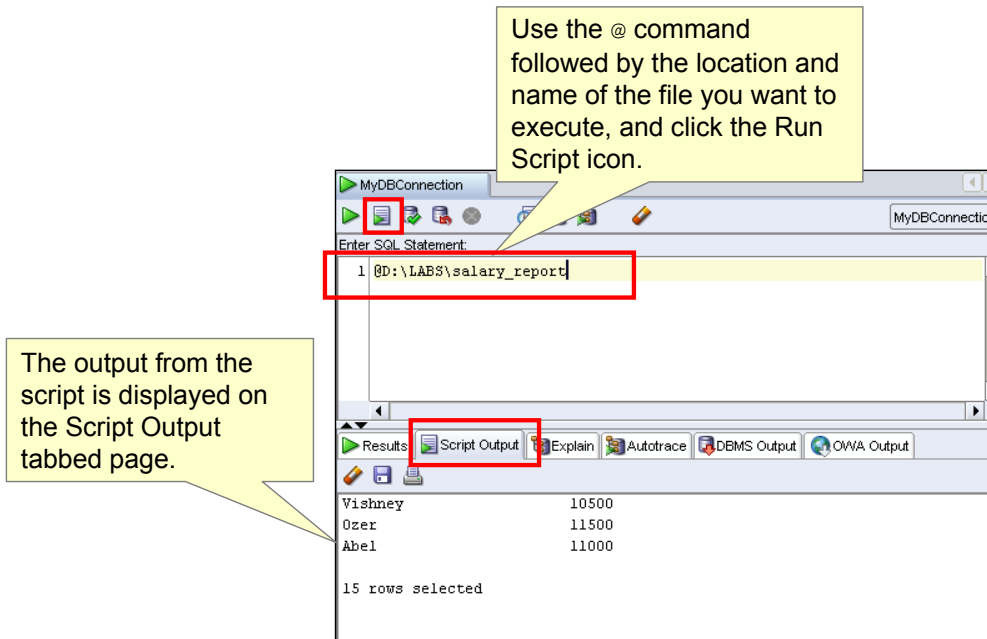 Use the @ command
followed by the location and
name of the file you want to
execute, and click the Run
Script icon.
MyDBConnection
MyDBConnectio
Enter SQL Statement:
1 @D:\LABS\salary_report
The output from the
script is displayed on
the Script Output
tabbed page.
Results Script Output Explain Autotrace DBMS Output OWA Output
Vishney 10500
Ozer 11500
Abel 11000
15 rows selected